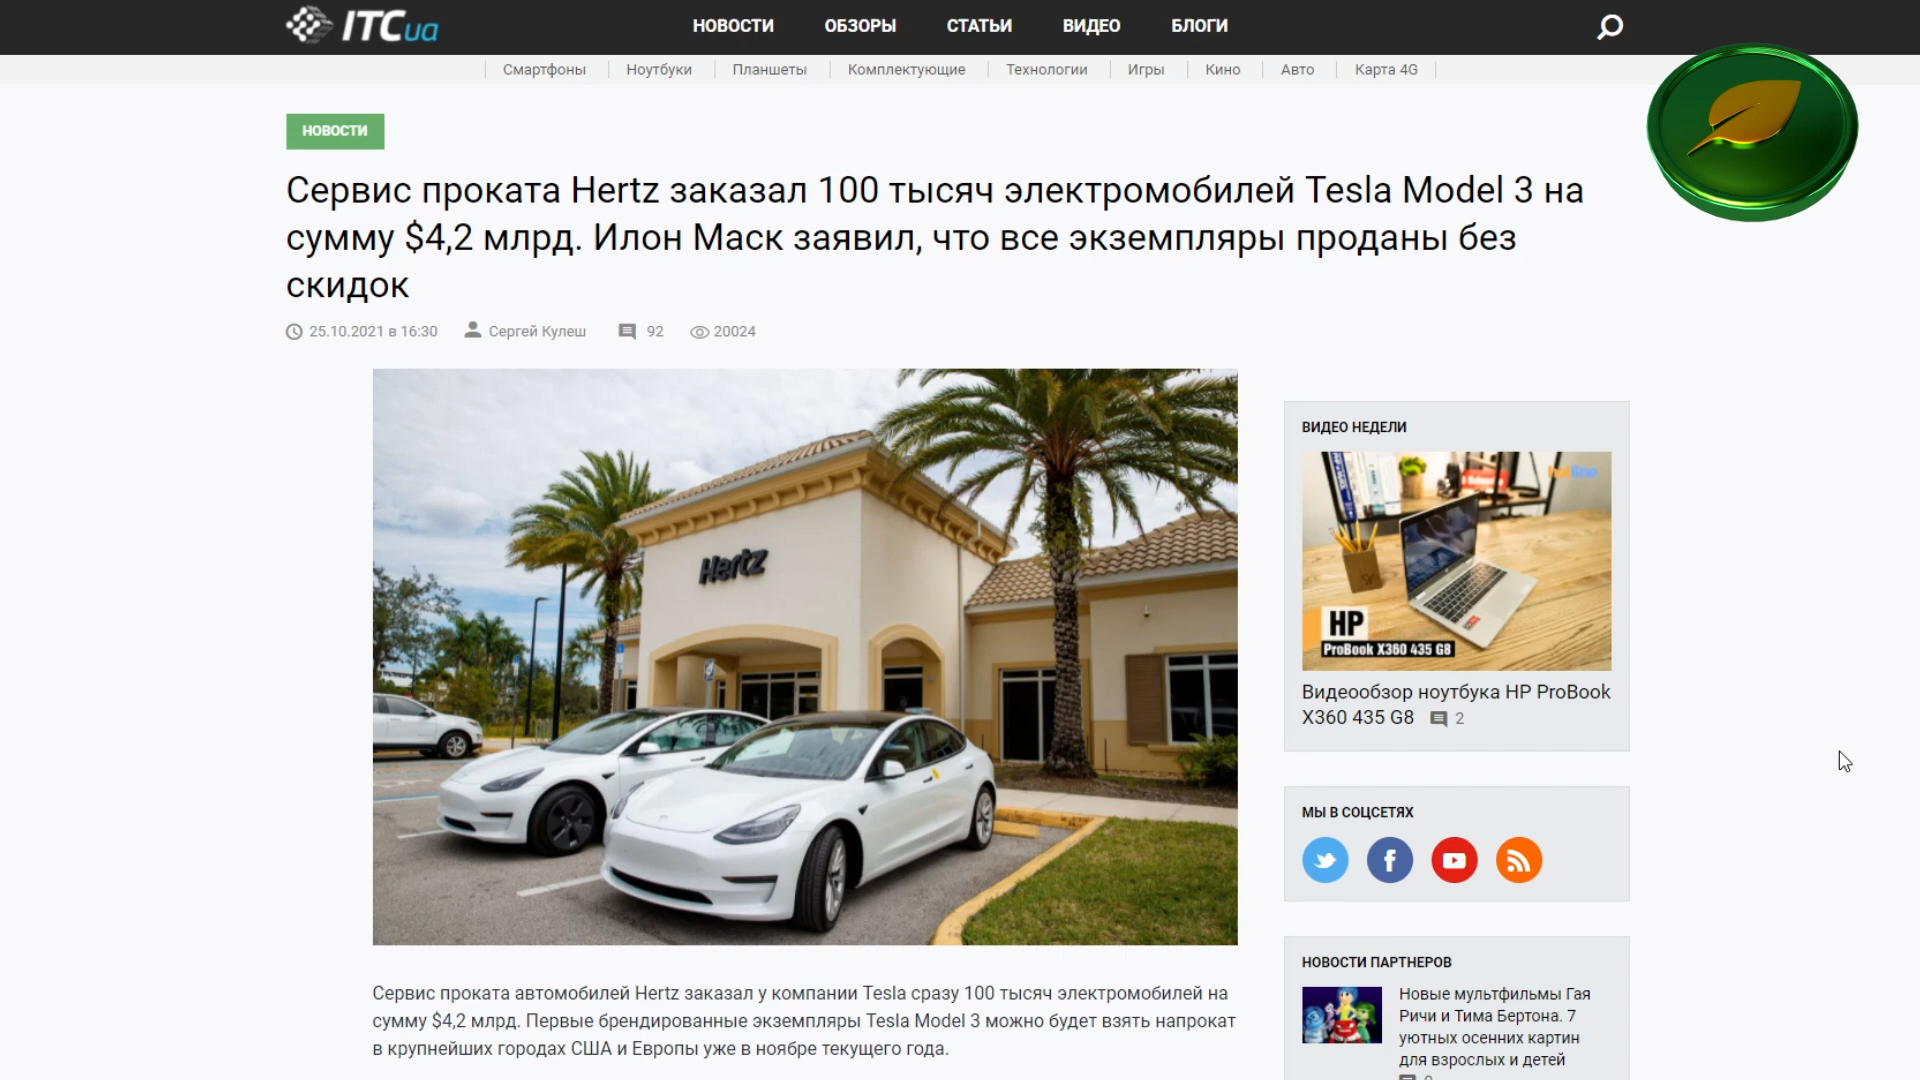 ITCua
НОВОСТИ ОБЗОРЫ СТАТЬИ ВИДЕО БЛОГИ
Смартфоны Ноутбуки Планшеты Комплектующие Технологии Игры Кино Авто Карта 4G
НОВОСТИ
Сервис проката Hertz заказал 100 тысяч электромобилей Tesla Model 3 на
сумму $4,2 млрд. Илон Маск заявил, что все экземпляры проданы без
скидок
25.10.2021 в 16:30 Сергей Кулеш 92 20024
Hertz
Сервис проката автомобилей Hertz заказал у компании Tesla сразу 100 тысяч электромобилей на
сумму $4,2 млрд. Первые брендированные экземпляры Tesla Model 3 можно будет взять напрокат
в крупнейших городах США и Европы уже в ноябре текущего года.
ВИДЕО НЕДЕЛИ
HP
ProBook X360 435 G8
Видеообзор ноутбука HP ProBook
X360 435 G8 2
МЫ В СОЦСЕТЯХ
НОВОСТИ ПАРТНЕРОВ
Новые мультфильмы Гая
Ричи и Тима Бертона. 7
уютных осенних картин
для взрослых и детей